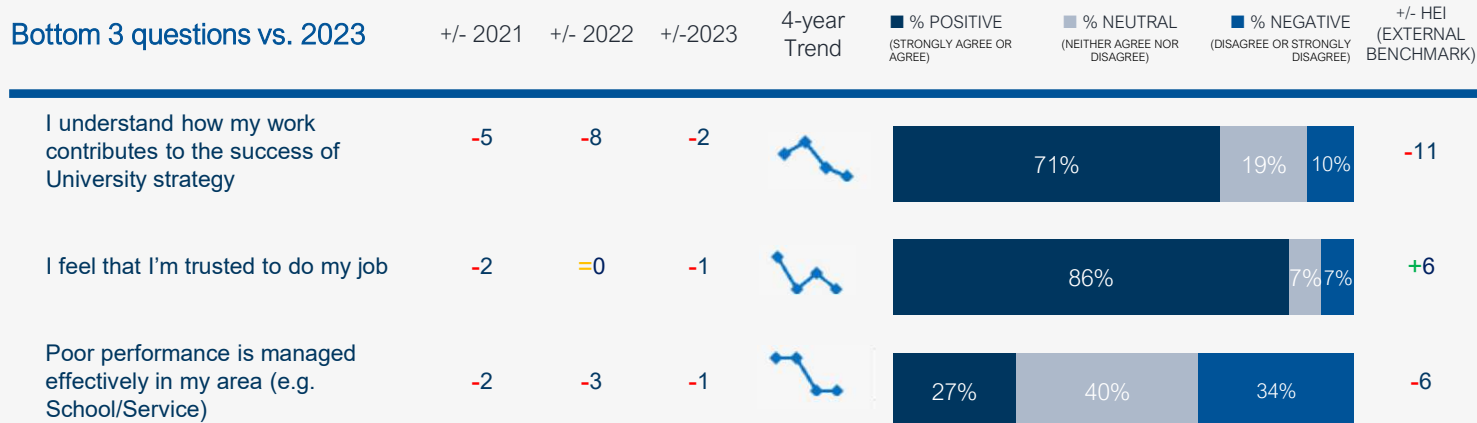 Bottom 3 questions vs. 2023
+/- 2021
+/- 2022
+/-2023
4-year
Trend
% POSITIVE
(STRONGLY AGREE OR
AGREE)
% NEUTRAL
(NEITHER AGREE NOR
DISAGREE)
% NEGATIVE
(DISAGREE OR STRONGLY
DISAGREE)
+/- HEI
(EXTERNAL
BENCHMARK)
I understand how my work
contributes to the success of
University strategy
-5
-8
-2
71%
19%
10%
-11
I feel that I'm trusted to do my job
-2
=0
-1
86%
7%
7%
+6
Poor performance is managed
effectively in my area (e.g.
School/Service)
-2
-3
-1
27%
40%
34%
-6